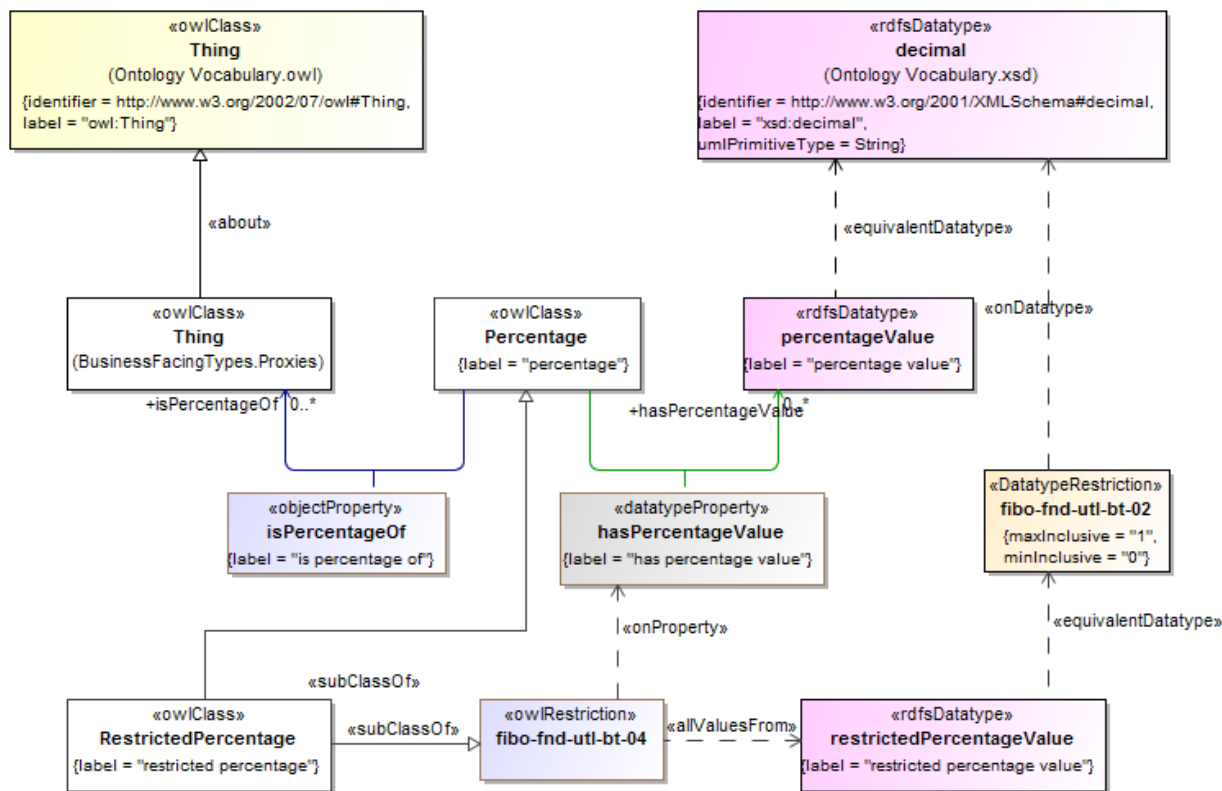 «owlClass»
Thing
(Ontology Vocabulary.owl)
{identifier = http://www.w3.org/2002/07/owl#Thing,
label = "owl:Thing"}
«rdfsDatatype»
decimal
(Ontology Vocabulary.xsd)
{identifier = http://www.w3.org/2001/XMLSchema#decimal,
label = "xsd:decimal",
umlPrimitiveType = String}
«about»
«equivalentDatatype»
«owlClass»
Thing
(BusinessFacingTypes.Proxies)
«owlClass»
Percentage
{label = "percentage"}
«rdfsDatatype»
percentageValue
{label = "percentage value"}
«onDatatype»
+isPercentageOf 0..*
+hasPercentageValue 0..*
«objectProperty»
isPercentageOf
{label = "is percentage of"}
«datatypeProperty»
hasPercentageValue
{label = "has percentage value"}
«DatatypeRestriction»
fibo-fnd-utl-bt-02
{maxInclusive = "1",
minInclusive = "0"}
«onProperty»
«equivalentDatatype»
«subClassOf»
«owlClass»
RestrictedPercentage
{label = "restricted percentage"}
«subClassOf»
«owlRestriction»
fibo-fnd-utl-bt-04
«allValuesFrom»
«rdfsDatatype»
restrictedPercentageValue
{label = "restricted percentage value"}